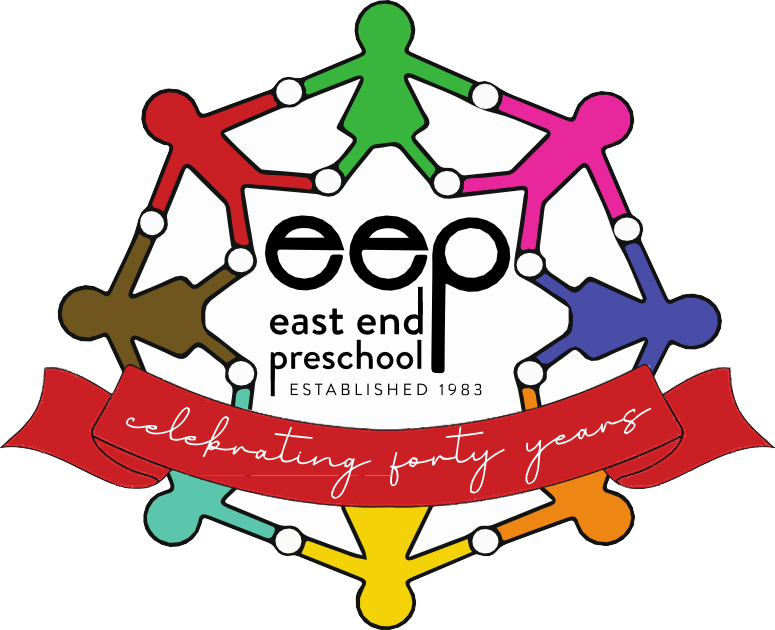 eep
east end
preschool
ESTABLISHED 1983
celebrating forty years